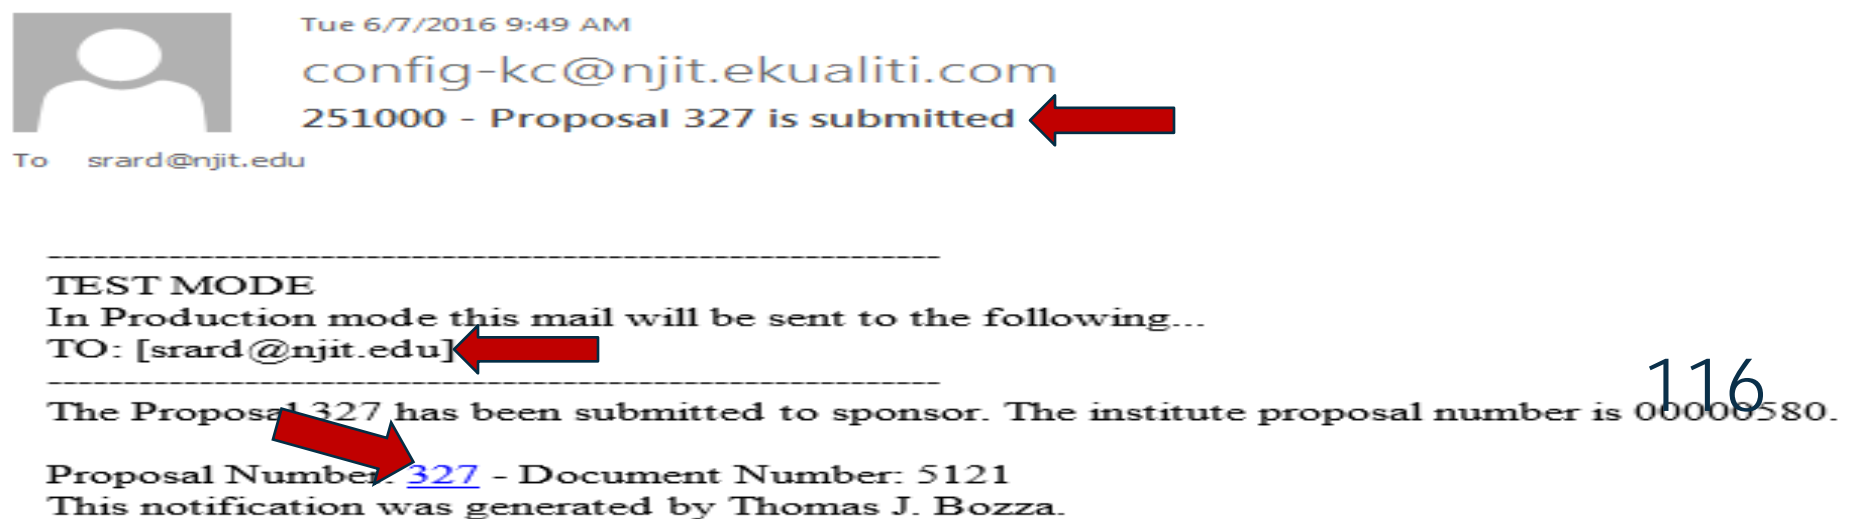 Tue 6/7/2016 9:49 AM
config-kc@njit.ekualiti.com
251000 - Proposal 327 is submitted
To srard@njit.edu
------------------------------------------------------------
TEST MODE
In Production mode this mail will be sent to the following...
TO: [srard@njit.edu]
------------------------------------------------------------
116
The Proposal 327 has been submitted to sponsor. The institute proposal number is 00000580.
Proposal Number: 327 - Document Number: 5121
This notification was generated by Thomas J. Bozza.